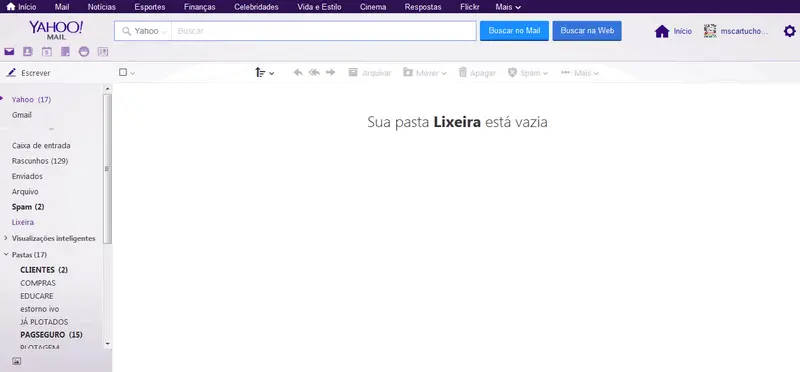 Início Mail Notícias Esportes Finanças Celebridades Vida e Estilo Cinema Respostas Flickr Mais
YAHOO!
MAIL
Yahoo Buscar Buscar no Mail Buscar na Web Início mscartucho...
Escrever Arquivar Mover Apagar Spam Mais
Yahoo (17)
Gmail
Sua pasta Lixeira está vazia
Caixa de entrada
Rascunhos (129)
Enviados
Arquivo
Spam (2)
Lixeira
Visualizações inteligentes
Pastas (17)
CLIENTES (2)
COMPRAS
EDUCARE
estorno ivo
JÁ PLOTADOS
PAGSEGURO (15)
PLOTAGEM